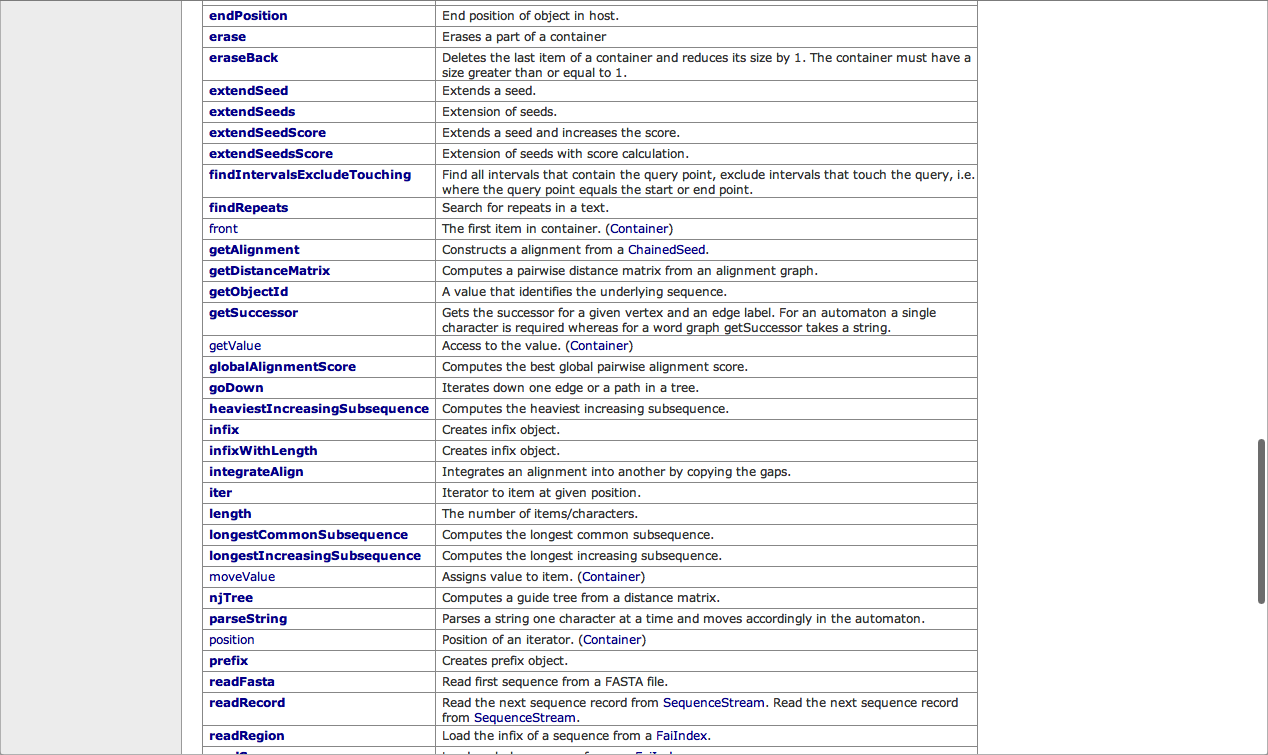 endPosition End position of object in host.
erase Erases a part of a container
eraseBack Deletes the last item of a container and reduces its size by 1. The container must have a
size greater than or equal to 1.
extendSeed Extends a seed.
extendSeeds Extension of seeds.
extendSeedScore Extends a seed and increases the score.
extendSeedsScore Extension of seeds with score calculation.
findIntervalsExcludeTouching Find all intervals that contain the query point, exclude intervals that touch the query, i.e.
where the query point equals the start or end point.
findRepeats Search for repeats in a text.
front The first item in container. (Container)
getAlignment Constructs a alignment from a ChainedSeed.
getDistanceMatrix Computes a pairwise distance matrix from an alignment graph.
getObjectId A value that identifies the underlying sequence.
getSuccessor Gets the successor for a given vertex and an edge label. For an automaton a single
character is required whereas for a word graph getSuccessor takes a string.
getValue Access to the value. (Container)
globalAlignmentScore Computes the best global pairwise alignment score.
goDown Iterates down one edge or a path in a tree.
heaviestIncreasingSubsequence Computes the heaviest increasing subsequence.
infix Creates infix object.
infixWithLength Creates infix object.
integrateAlign Integrates an alignment into another by copying the gaps.
iter Iterator to item at given position.
length The number of items/characters.
longestCommonSubsequence Computes the longest common subsequence.
longestIncreasingSubsequence Computes the longest increasing subsequence.
moveValue Assigns value to item. (Container)
njTree Computes a guide tree from a distance matrix.
parseString Parses a string one character at a time and moves accordingly in the automaton.
position Position of an iterator. (Container)
prefix Creates prefix object.
readFasta Read first sequence from a FASTA file.
readRecord Read the next sequence record from SequenceStream. Read the next sequence record
from SequenceStream.
readRegion Load the infix of a sequence from a FaiIndex.